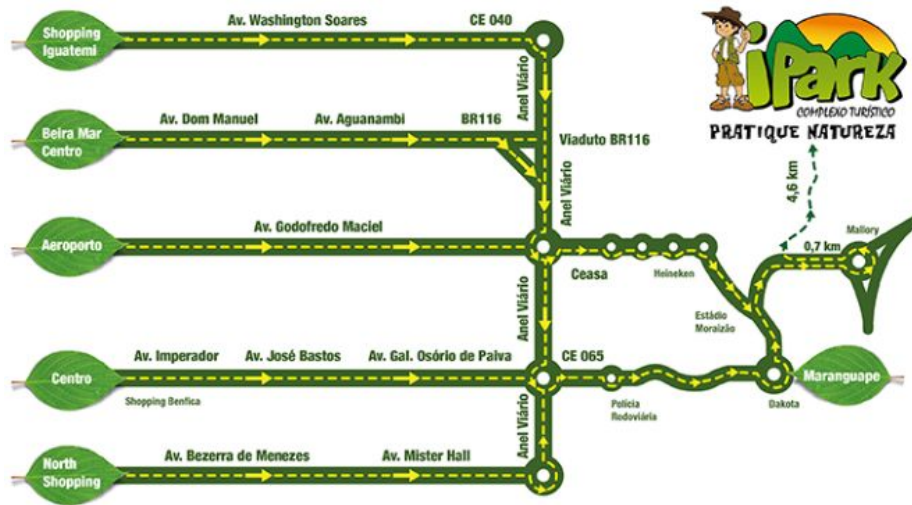 Shopping
Iguatemi
Av. Washington Soares
CE 040
Anel Viário
iPark
COMPLEXO TURÍSTICO
PRATIQUE NATUREZA
Beira Mar
Centro
Av. Dom Manuel
Av. Aguanambi
BR116
Viaduto BR116
Anel Viário
4,6 km
Aeroporto
Av. Godofredo Maciel
Ceasa
Heineken
0,7 km
Mallory
Anel Viário
Estádio
Moraizão
Centro
Av. Imperador
Av. José Bastos
Av. Gal. Osório de Paiva
CE 065
Shopping Benfica
Polícia
Rodoviária
Dakota
Maranguape
Anel Viário
North
Shopping
Av. Bezerra de Menezes
Av. Mister Hall